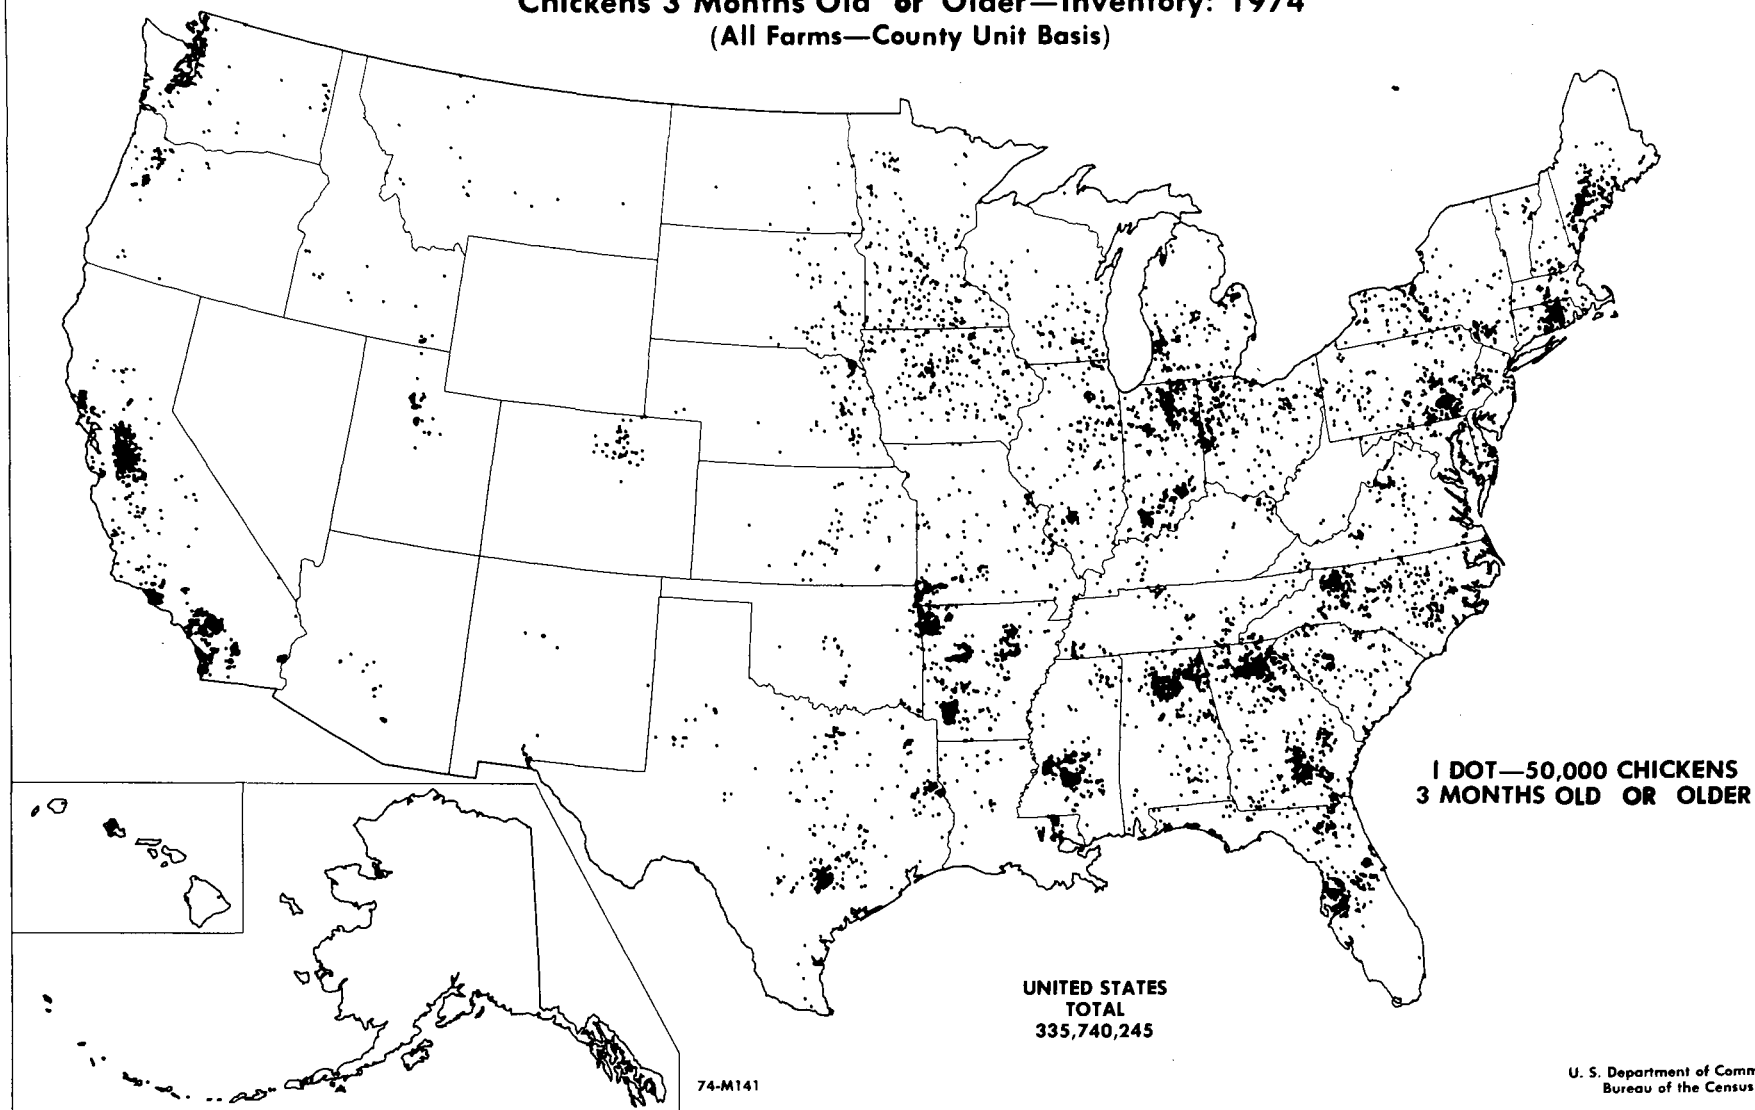 Chickens 3 Months Old or Older—Inventory: 1974
(All Farms—County Unit Basis)
1 DOT—50,000 CHICKENS
3 MONTHS OLD OR OLDER
UNITED STATES
TOTAL
335,740,245
74-M141
U. S. Department of Comm
Bureau of the Census